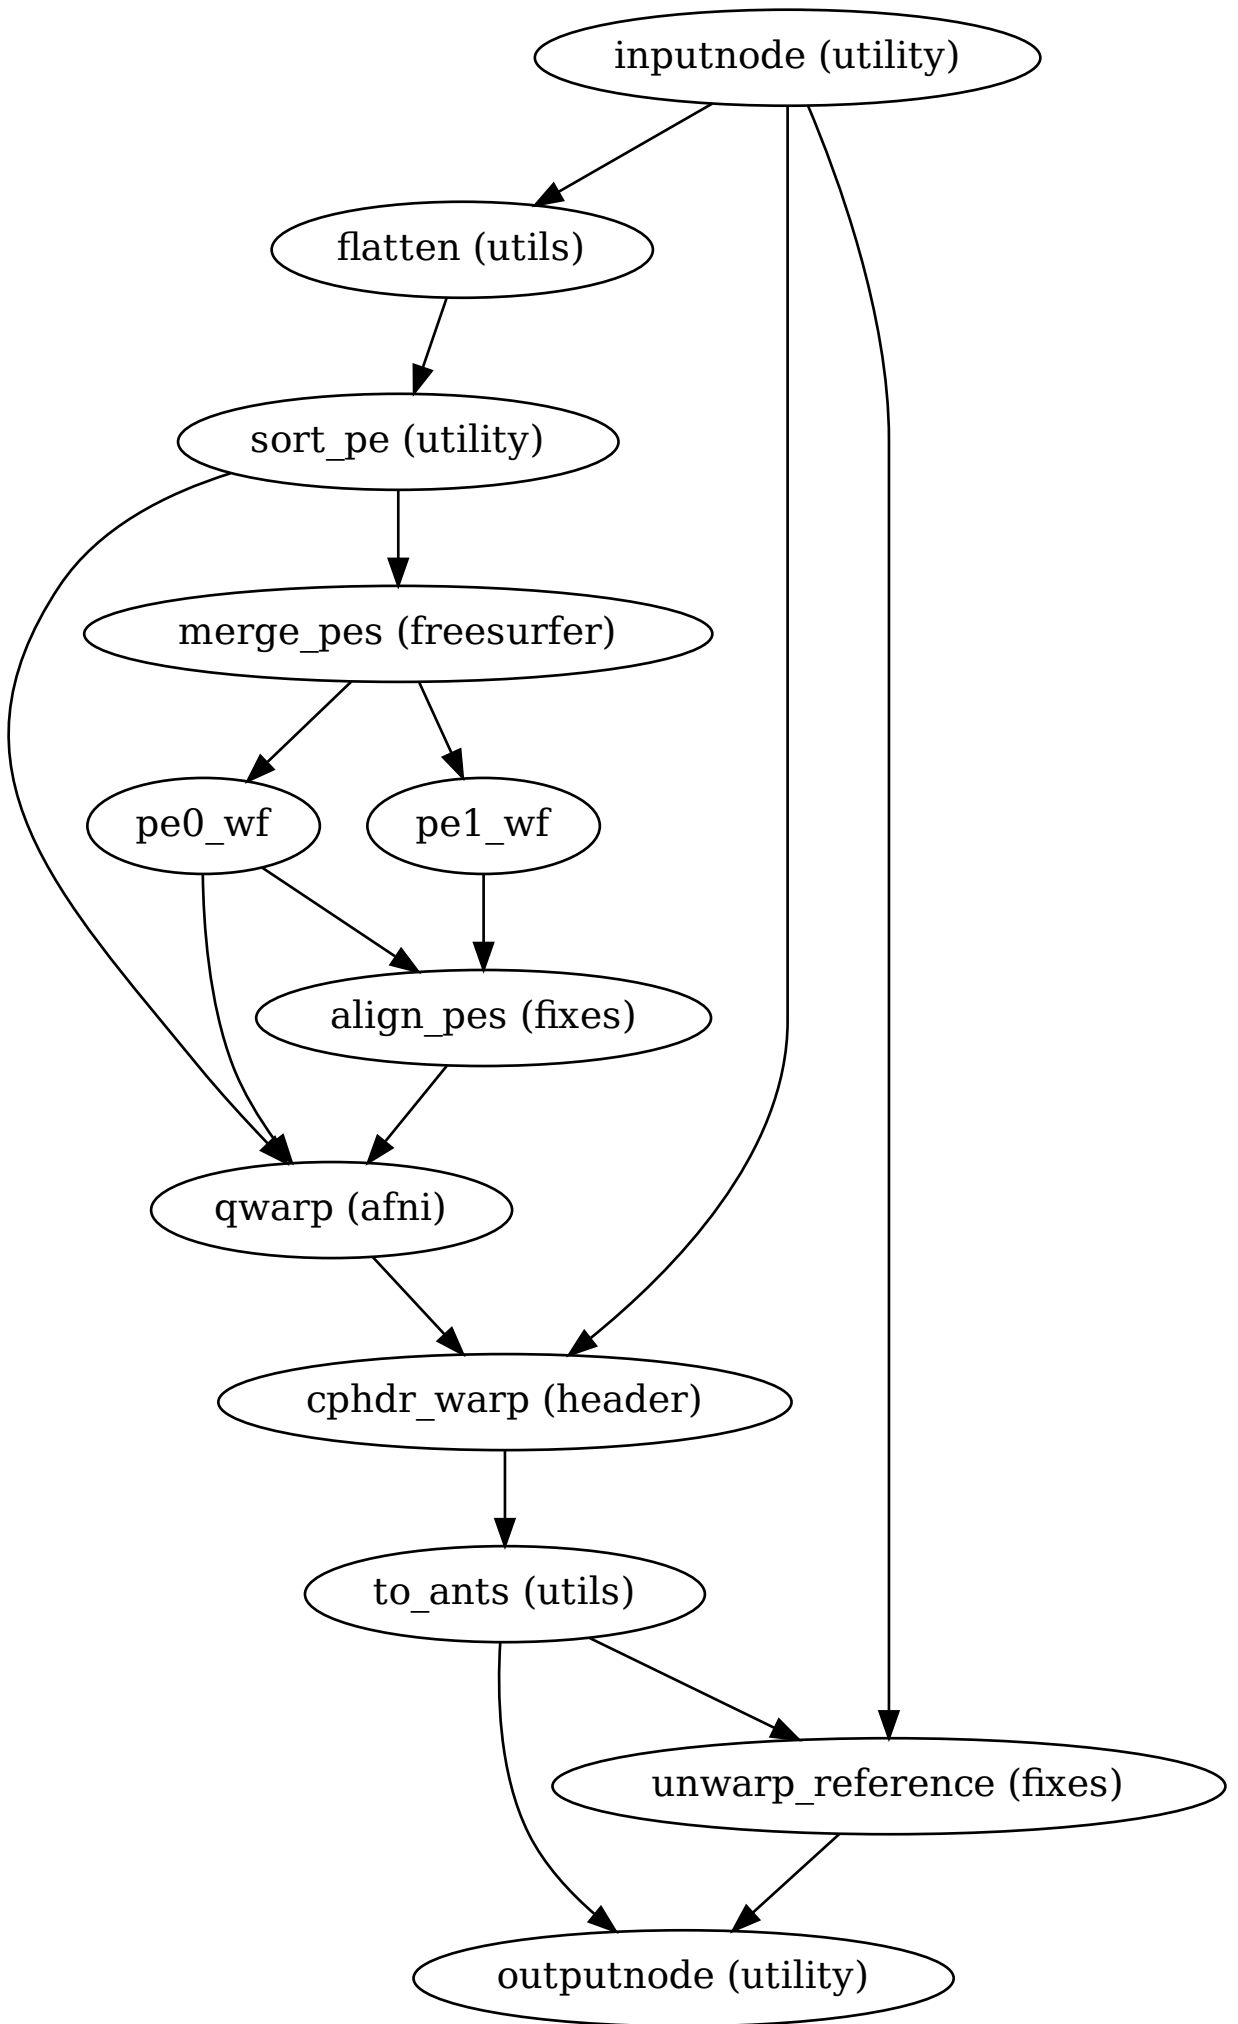 inputnode (utility)
flatten (utils)
sort_pe (utility)
merge_pes (freesurfer)
pe0_wf
pe1_wf
align_pes (fixes)
qwarp (afni)
cphdr_warp (header)
to_ants (utils)
unwarp_reference (fixes)
outputnode (utility)